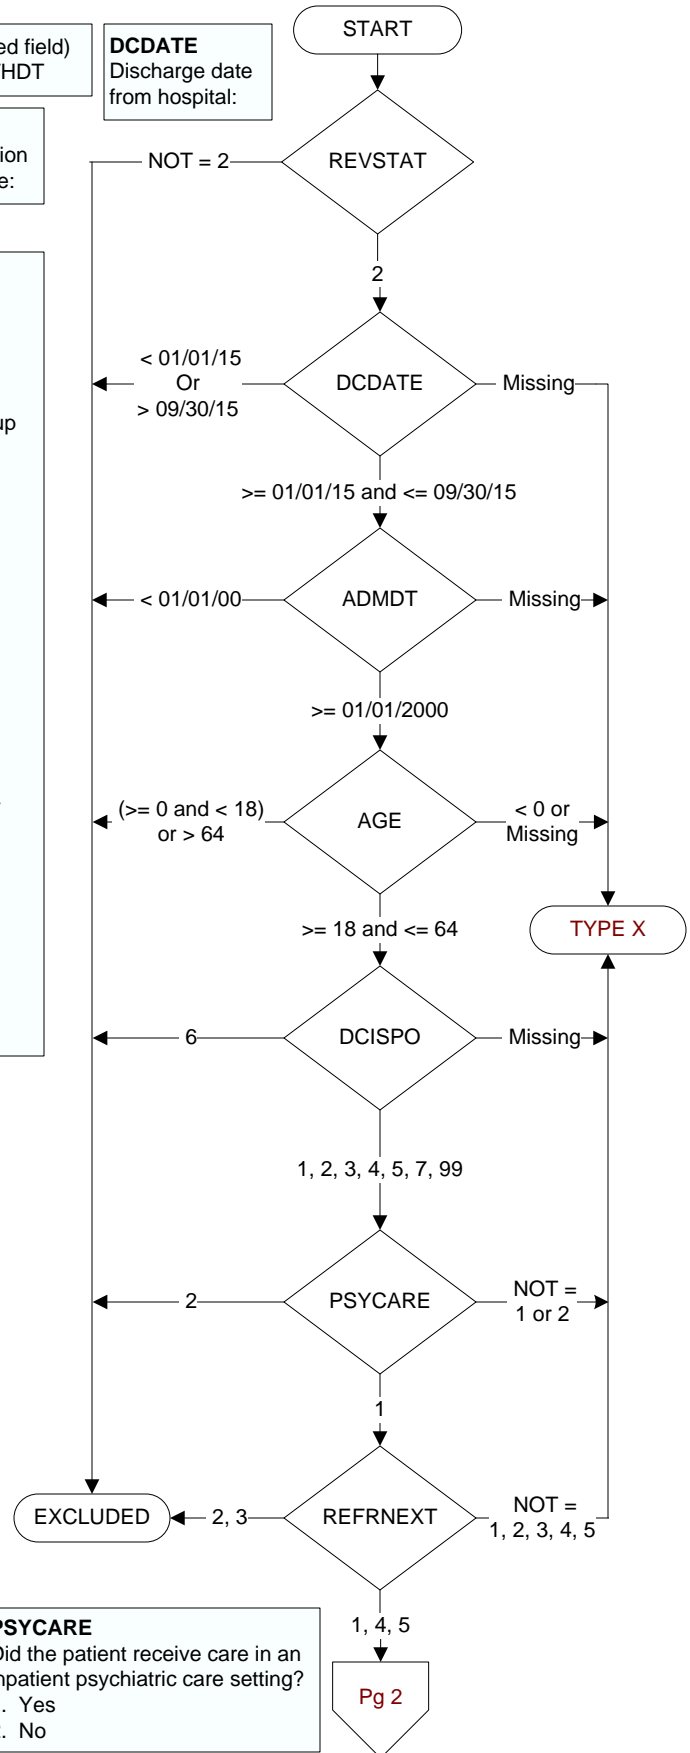 START
ed field)
HDT
DCDATE
Discharge date
from hospital:
ion
e:
NOT = 2
REVSTAT
2
< 01/01/15
Or
> 09/30/15
DCDATE
Missing
up
>= 01/01/15 and <= 09/30/15
< 01/01/00
ADMDT
Missing
>= 01/01/2000
(>= 0 and < 18)
or > 64
AGE
< 0 or
Missing
>= 18 and <= 64
TYPE X
6
DCISPO
Missing
1, 2, 3, 4, 5, 7, 99
2
PSYCARE
NOT =
1 or 2
1
EXCLUDED
2, 3
REFRNEXT
NOT =
1, 2, 3, 4, 5
1, 4, 5
Pg 2
PSYCARE
Did the patient receive care in an
inpatient psychiatric care setting?
. Yes
. No